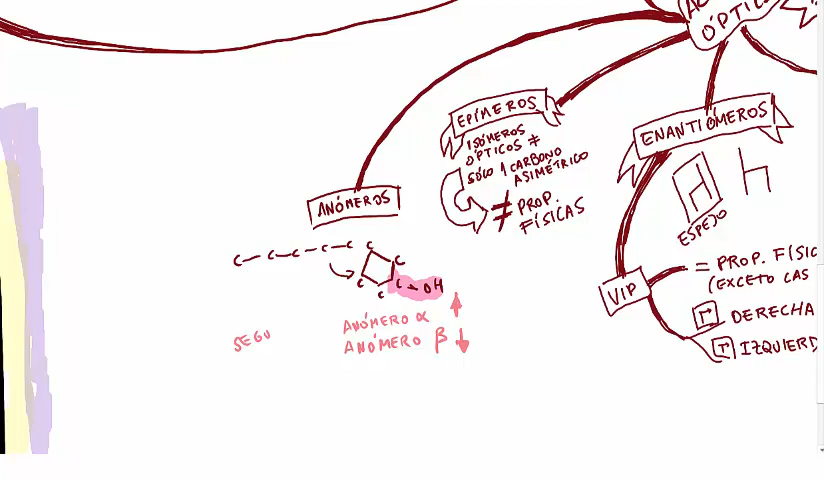 ÓPTIC
EPÍMEROS
ISÓMEROS
ÓPTICOS ≠
SÓLO 1 CARBONO
ASIMÉTRICO
≠ PROP.
FÍSICAS
ENANTIÓMEROS
ESPEJO
VIP
= PROP. FÍSIC
(EXCETO CAS
DERECHA
IZQUIERD
ANÓMEROS
C - C - C - C - C - C
C
C
C - OH
C
C
ANÓMERO α ↑
ANÓMERO β ↓
SEGU